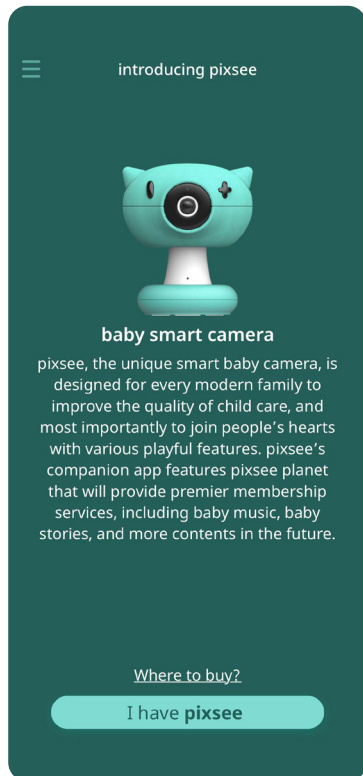 introducing pixsee
baby smart camera
pixsee, the unique smart baby camera, is
designed for every modern family to
improve the quality of child care, and
most importantly to join people's hearts
with various playful features. pixsee's
companion app features pixsee planet
that will provide premier membership
services, including baby music, baby
stories, and more contents in the future.
Where to buy?
I have pixsee